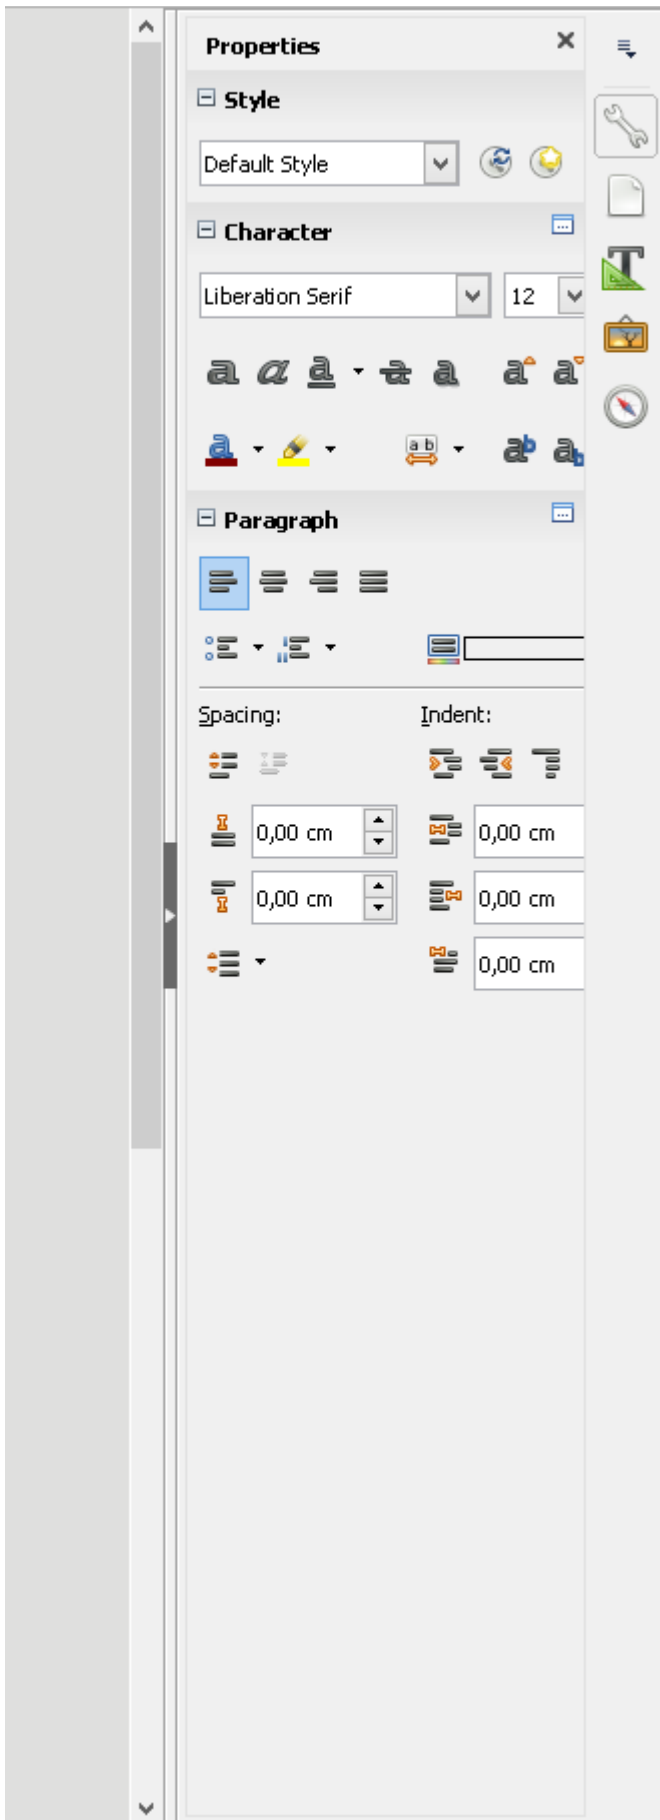 Properties
Style
Default Style
Character
Liberation Serif 12
a a a a a a a
a a b a b a b
Paragraph
Spacing: Indent:
0,00 cm 0,00 cm
0,00 cm 0,00 cm
0,00 cm